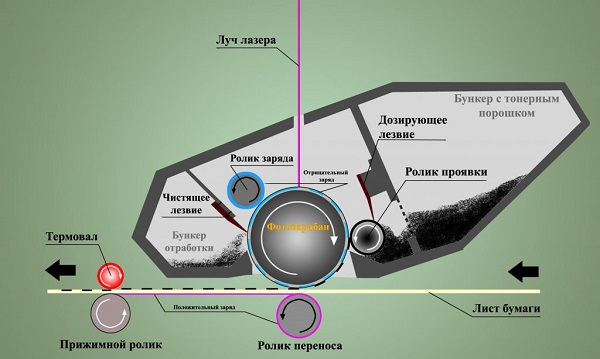 Луч лазера
Бункер с тонерным
порошком
Дозирующее
лезвие
Ролик заряда
Отрицательный
заряд
Ролик проявки
Чистящее
лезвие
Фотобарабан
Бункер
отработки
Термовал
Положительный заряд
Лист бумаги
Прижимной ролик
Ролик переноса